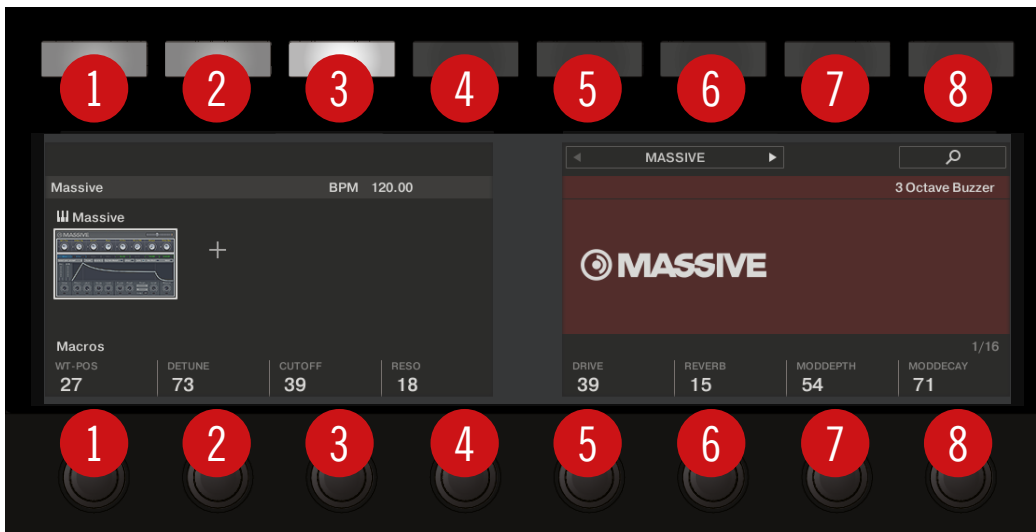 1 2 3 4 5 6 7 8
MASSIVE
Massive BPM 120.00
3 Octave Buzzer
Massive
MASSIVE
Macros
1/16
WT-POS DETUNE CUTOFF RESO
27 73 39 18
DRIVE REVERB MODDEPTH MODDECAY
39 15 54 71
1 2 3 4 5 6 7 8